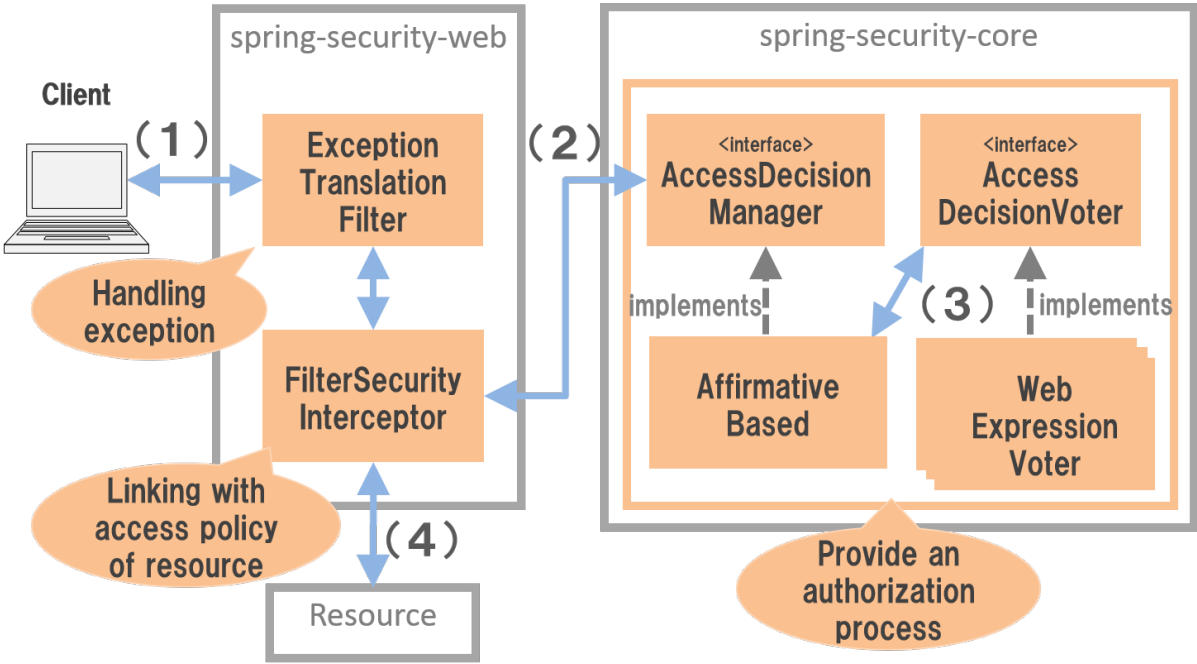 spring-security-web
spring-security-core
Client
(1)
Exception
Translation
Filter
(2)
<interface>
AccessDecision
Manager
<interface>
Access
DecisionVoter
Handling
exception
implements
(3)
implements
FilterSecurity
Interceptor
Affirmative
Based
Web
Expression
Voter
Linking with
access policy
of resource
(4)
Provide an
authorization
process
Resource